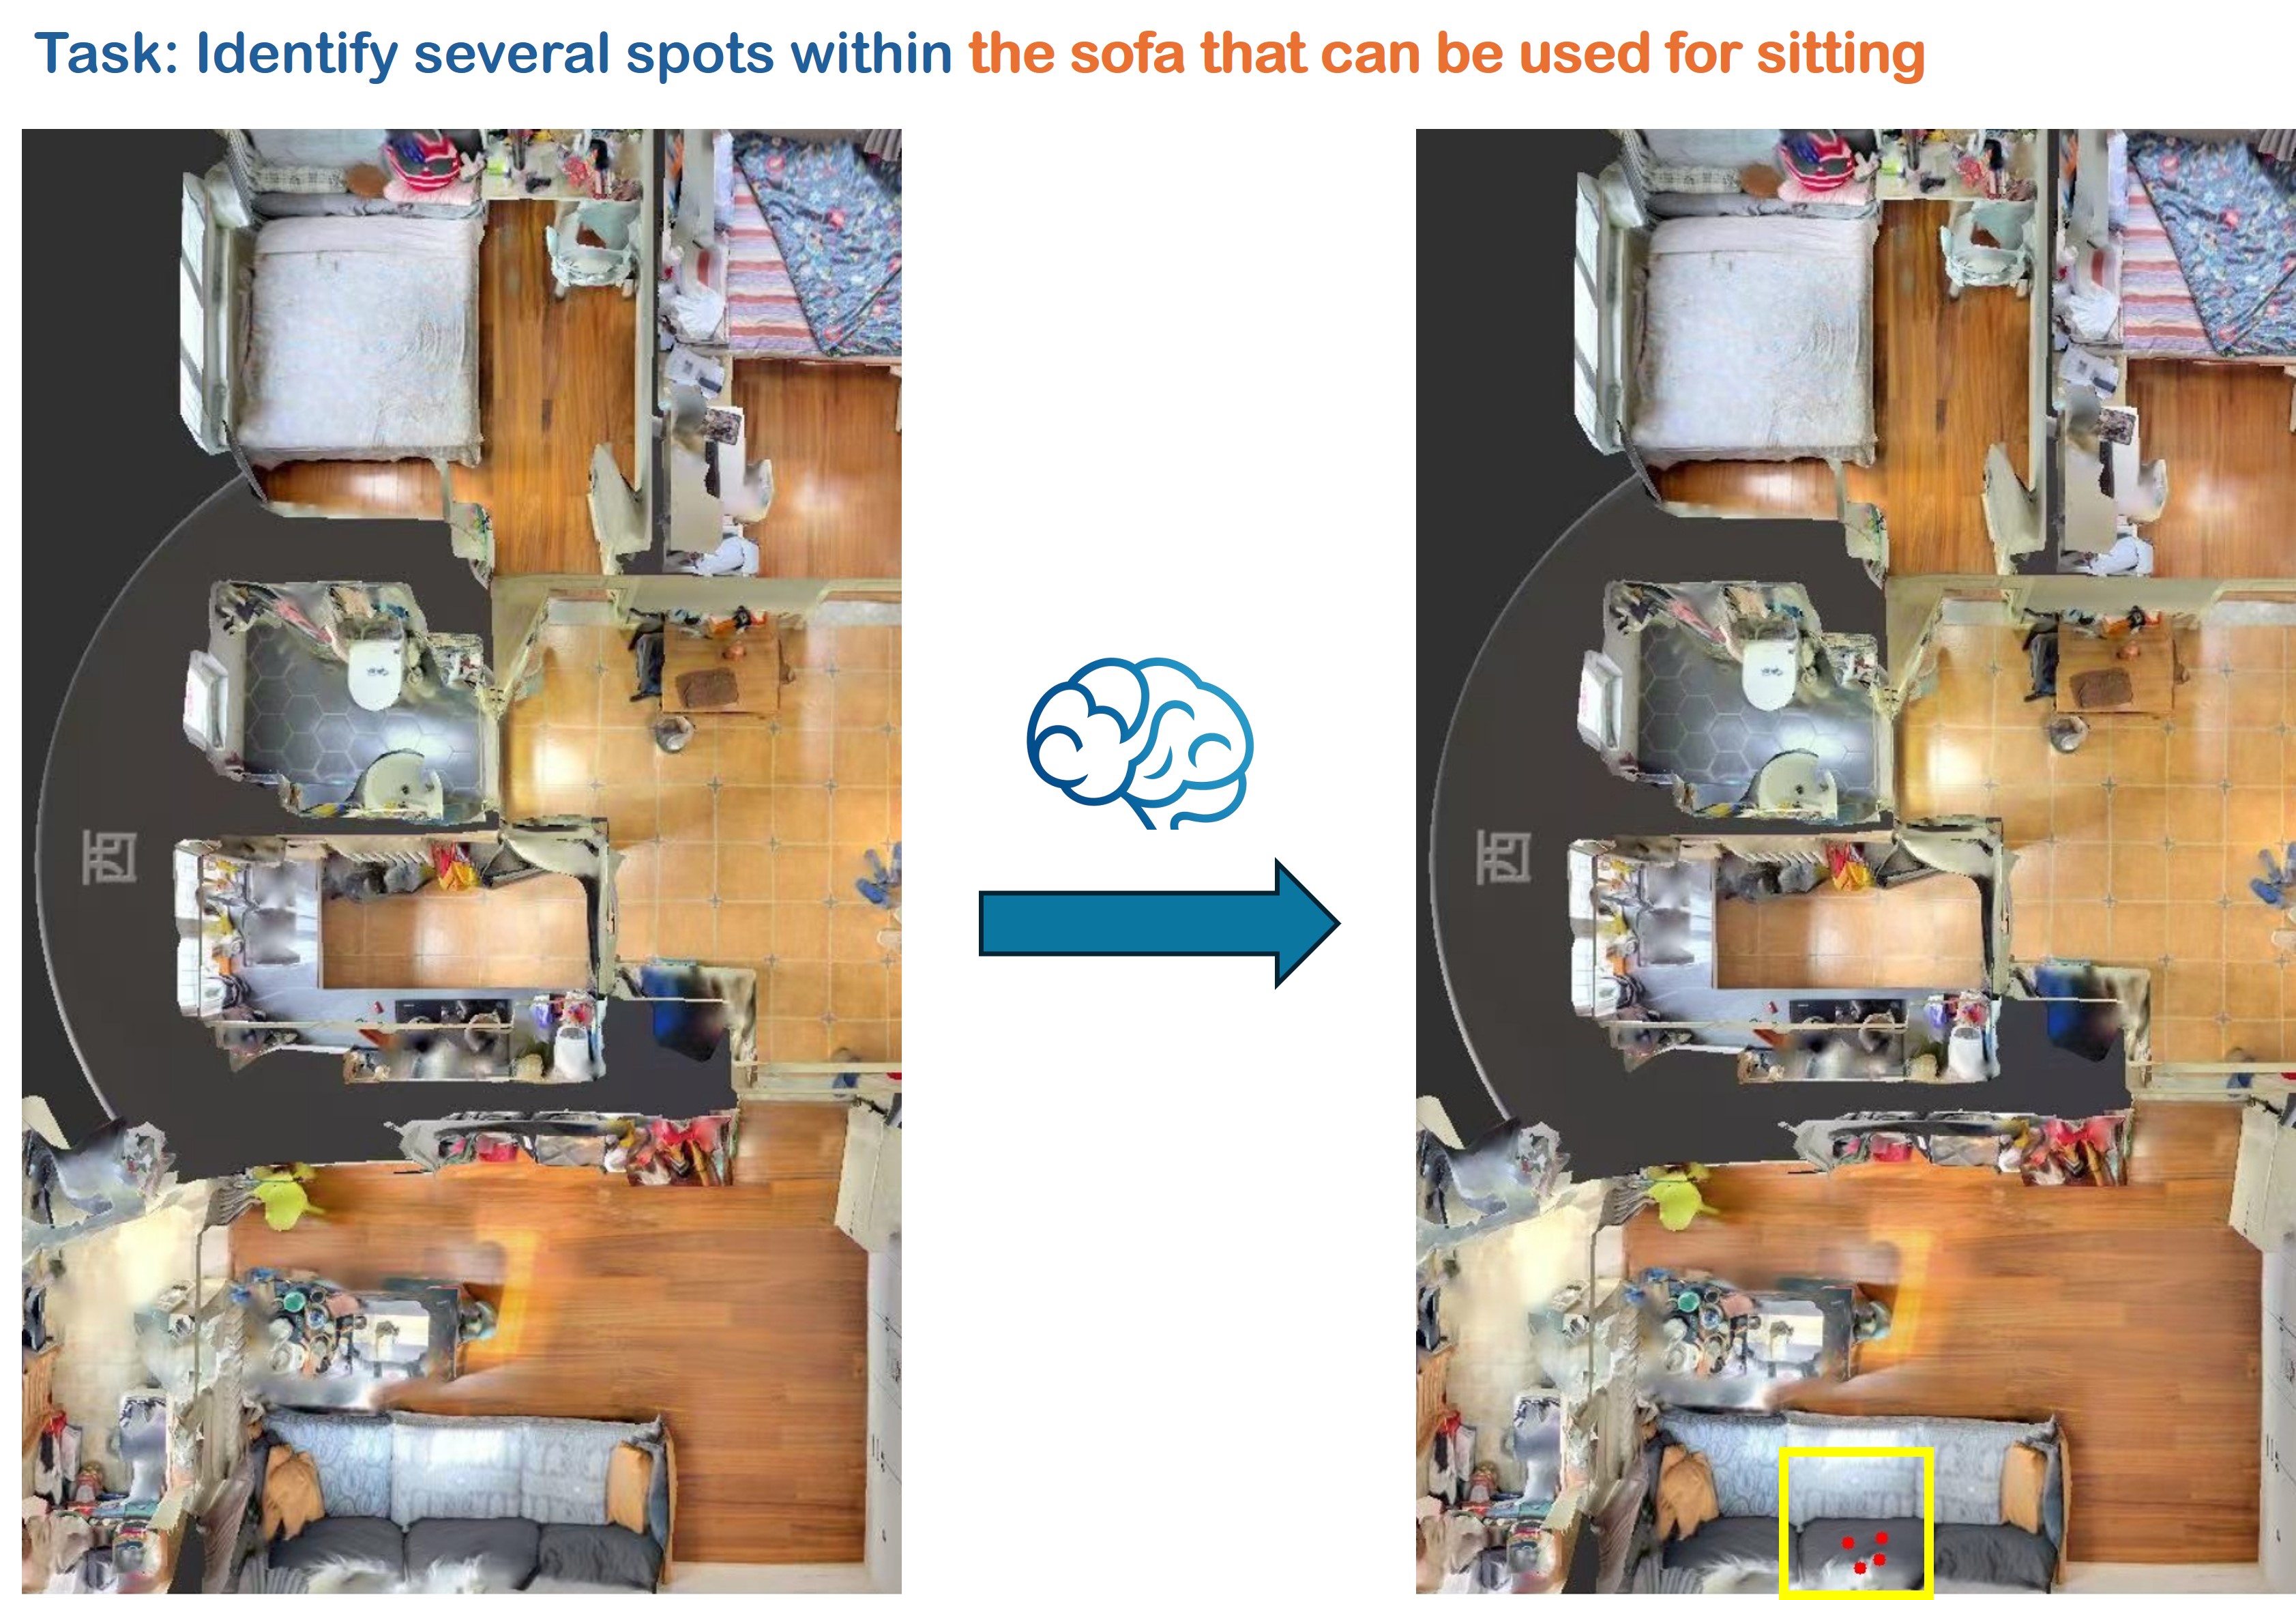 Task: Identify several spots within the sofa that can be used for sitting
西
西